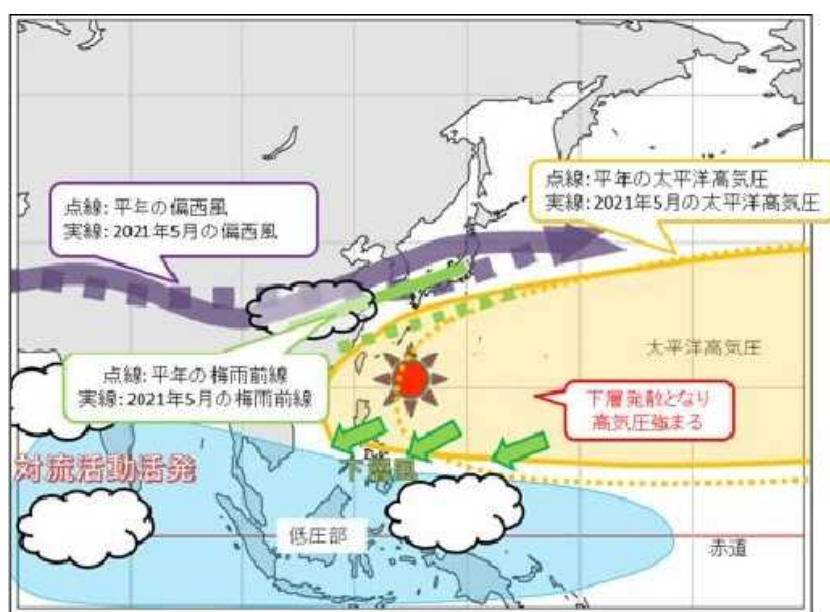 点線:平年の太平洋高気圧
実線:2021年5月の太平洋高気圧
点線:平年の偏西風
実線:2021年5月の偏西風
太平洋高気圧
点線:平年の梅雨前線
実線:2021年5月の梅雨前線
下層発散となり
高気圧強まる
対流活動活発
低圧部
赤道